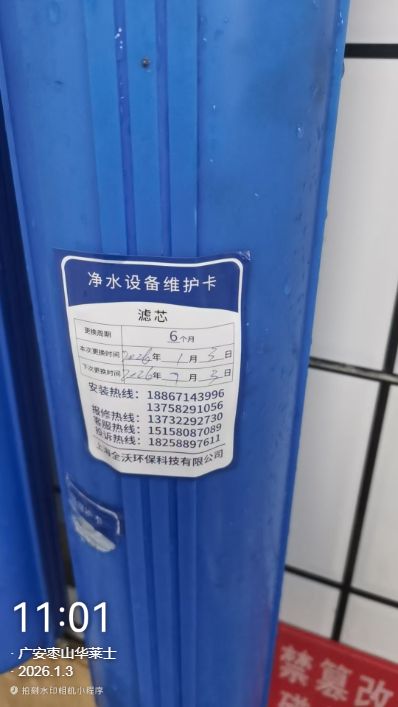 净水设备维护卡
滤芯
更换周期 6个月
本次更换时间 2026年 1月 3日
下次更换时间 2026年 7月 3日
安装热线：18867143996
13758291056
报修热线：13732292730
客服热线：15158087089
投诉热线：18258897611
上海全沃环保科技有限公司
11:01
· 广安枣山华莱士
· 2026.1.3
拍刻水印相机小程序
禁篡改